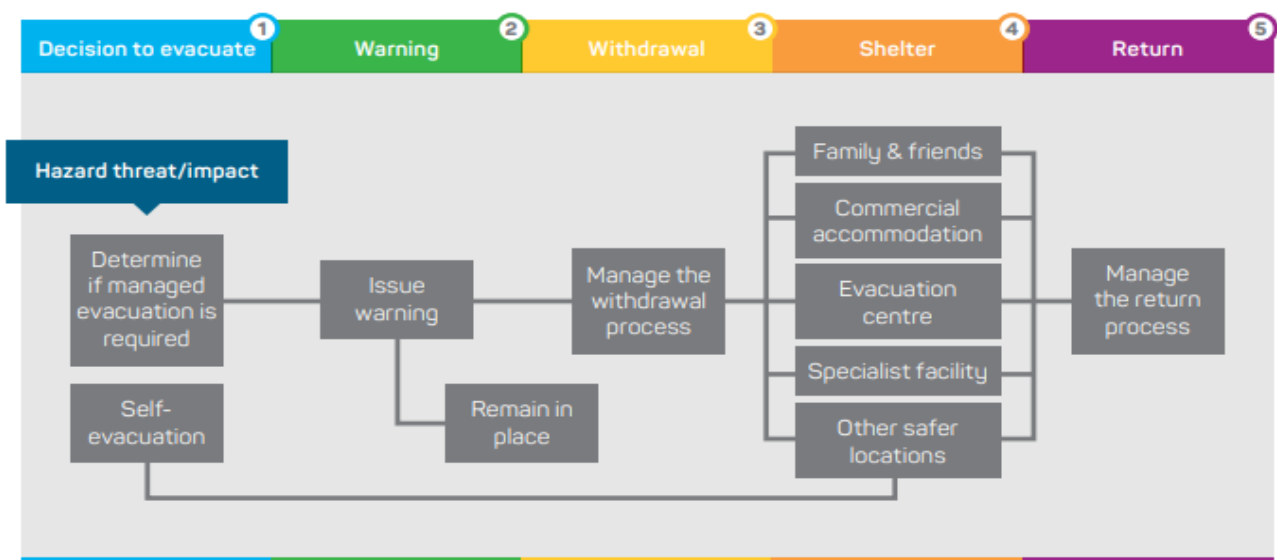 1
2
3
4
5
Decision to evacuate
Warning
Withdrawal
Shelter
Return
Hazard threat/impact
Determine
if managed
evacuation is
required
Self-
evacuation
Issue
warning
Remain in
place
Manage the
withdrawal
process
Family & friends
Commercial
accommodation
Evacuation
centre
Specialist facility
Other safer
locations
Manage
the return
process